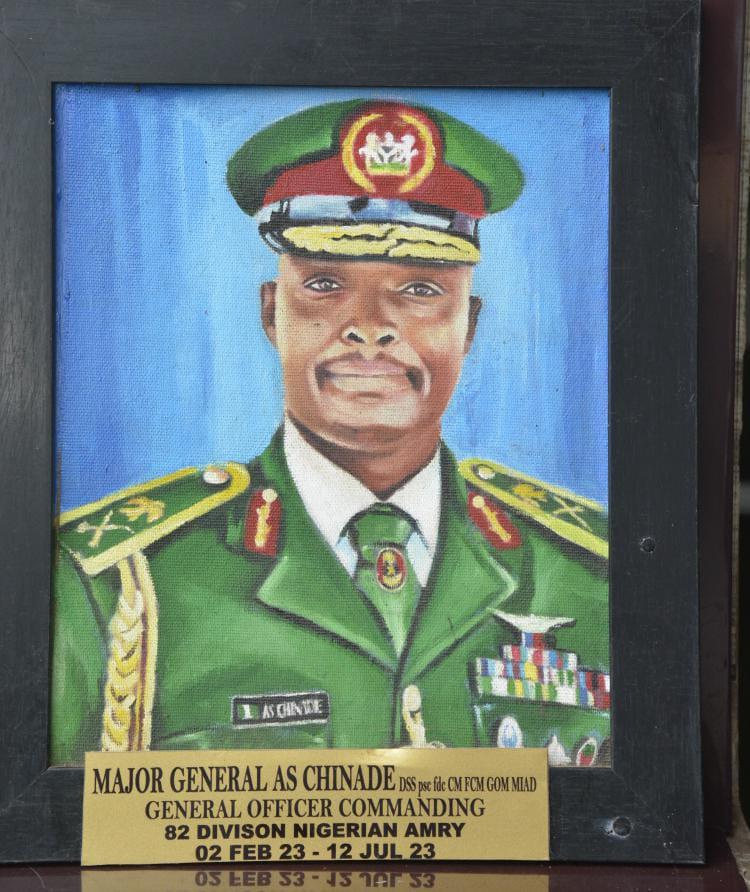 AS CHINADE
MAJOR GENERAL AS CHINADE DSS psc fdc CM FCM GOM MIAD
GENERAL OFFICER COMMANDING
82 DIVISON NIGERIAN AMRY
02 FEB 23 - 12 JUL 23